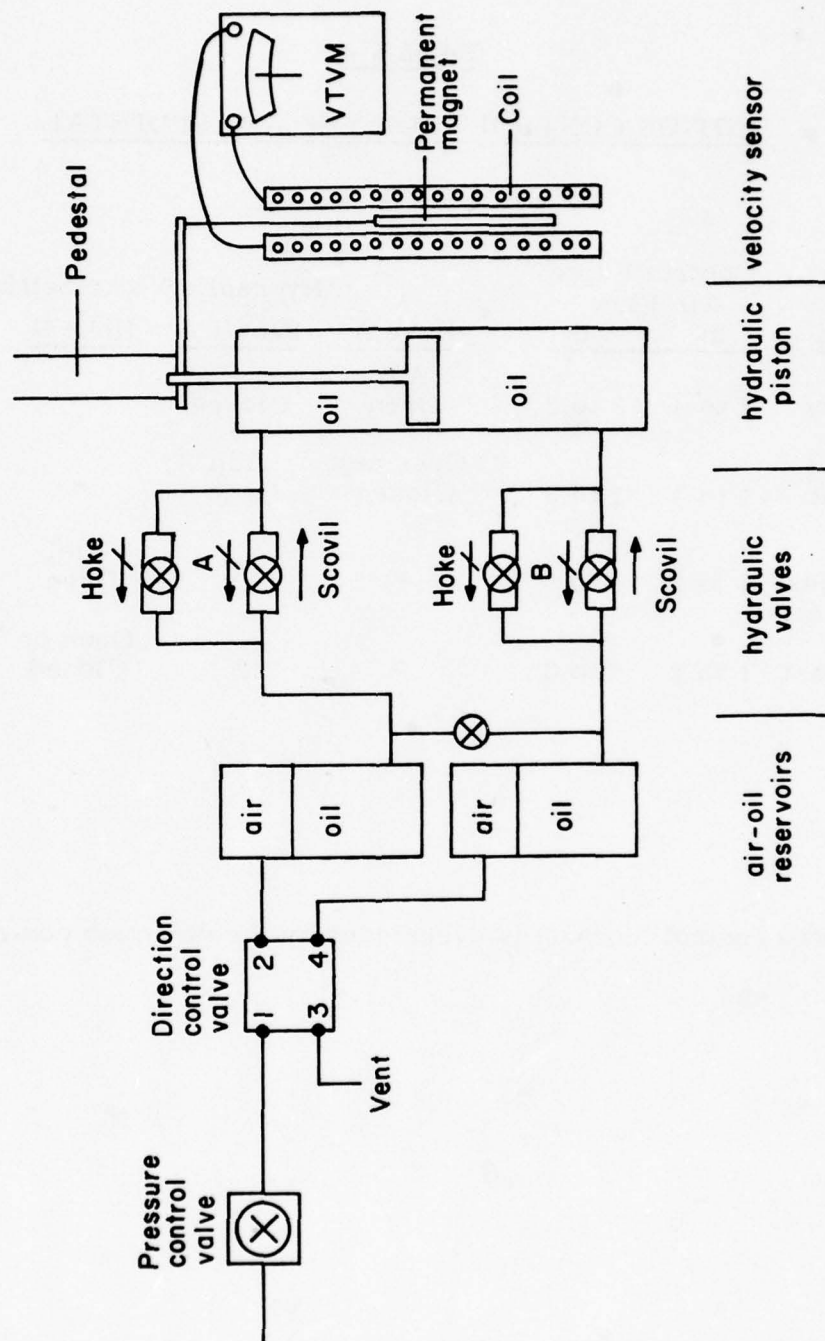 Pressure
control
valve
Direction
control
valve
1
2
3
4
Vent
air
oil
air
oil
Hoke
A
Scovil
Hoke
B
Scovil
oil
oil
Pedestal
VTVM
Permanent
magnet
Coil
air-oil
reservoirs
hydraulic
valves
hydraulic
piston
velocity sensor